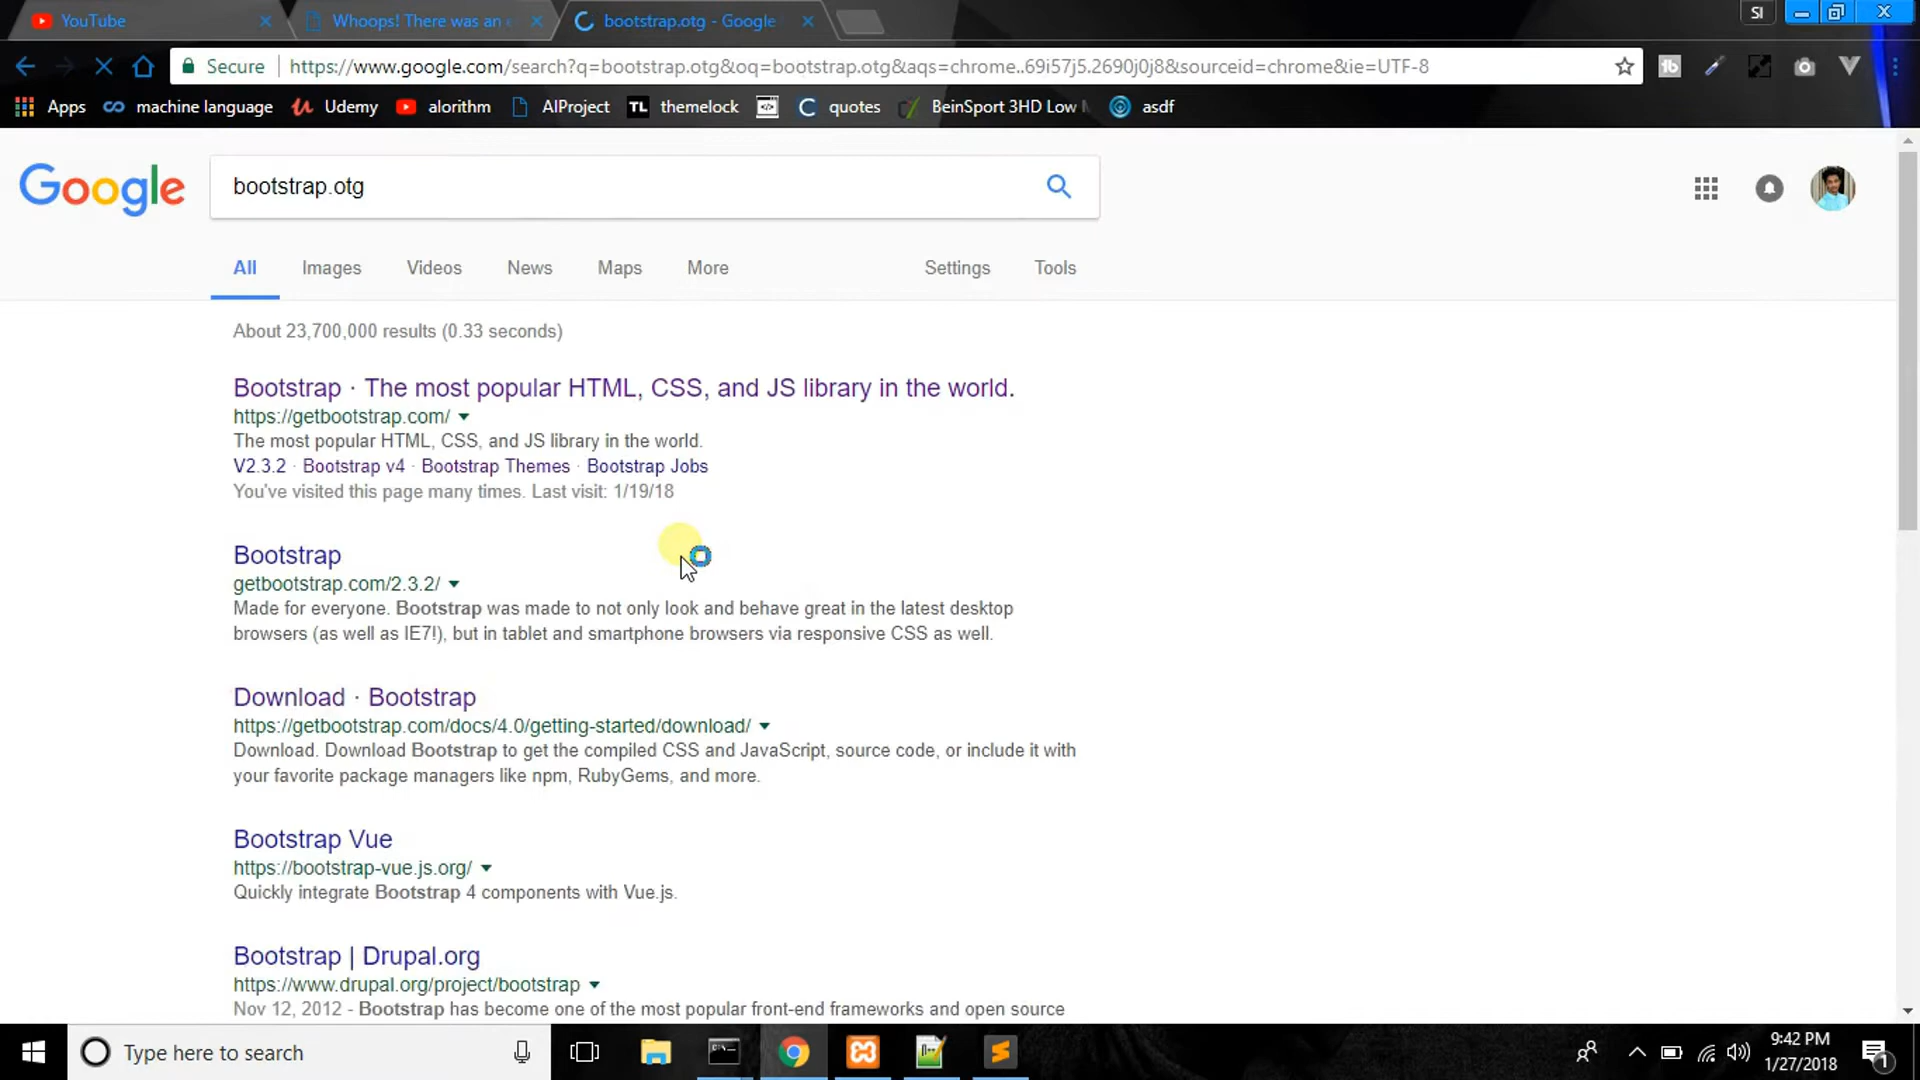 YouTube
Whoops! There was an e
bootstrap.otg - Google
SI
Secure
https://www.google.com/search?q=bootstrap.otg&oq=bootstrap.otg&aqs=chrome..69i57j5.2690j0j8&sourceid=chrome&ie=UTF-8
Apps
machine language
Udemy
alorithm
AIProject
TL
themelock
quotes
BeinSport 3HD Low
asdf
Google
bootstrap.otg
All
Images
Videos
News
Maps
More
Settings
Tools
About 23,700,000 results (0.33 seconds)
Bootstrap · The most popular HTML, CSS, and JS library in the world.
https://getbootstrap.com/
The most popular HTML, CSS, and JS library in the world.
V2.3.2 · Bootstrap v4 · Bootstrap Themes · Bootstrap Jobs
You've visited this page many times. Last visit: 1/19/18
Bootstrap
getbootstrap.com/2.3.2/
Made for everyone. Bootstrap was made to not only look and behave great in the latest desktop
browsers (as well as IE7!), but in tablet and smartphone browsers via responsive CSS as well.
Download · Bootstrap
https://getbootstrap.com/docs/4.0/getting-started/download/
Download. Download Bootstrap to get the compiled CSS and JavaScript, source code, or include it with
your favorite package managers like npm, RubyGems, and more.
Bootstrap Vue
https://bootstrap-vue.js.org/
Quickly integrate Bootstrap 4 components with Vue.js.
Bootstrap | Drupal.org
https://www.drupal.org/project/bootstrap
Nov 12, 2012 - Bootstrap has become one of the most popular front-end frameworks and open source
Type here to search
9:42 PM
1/27/2018
1